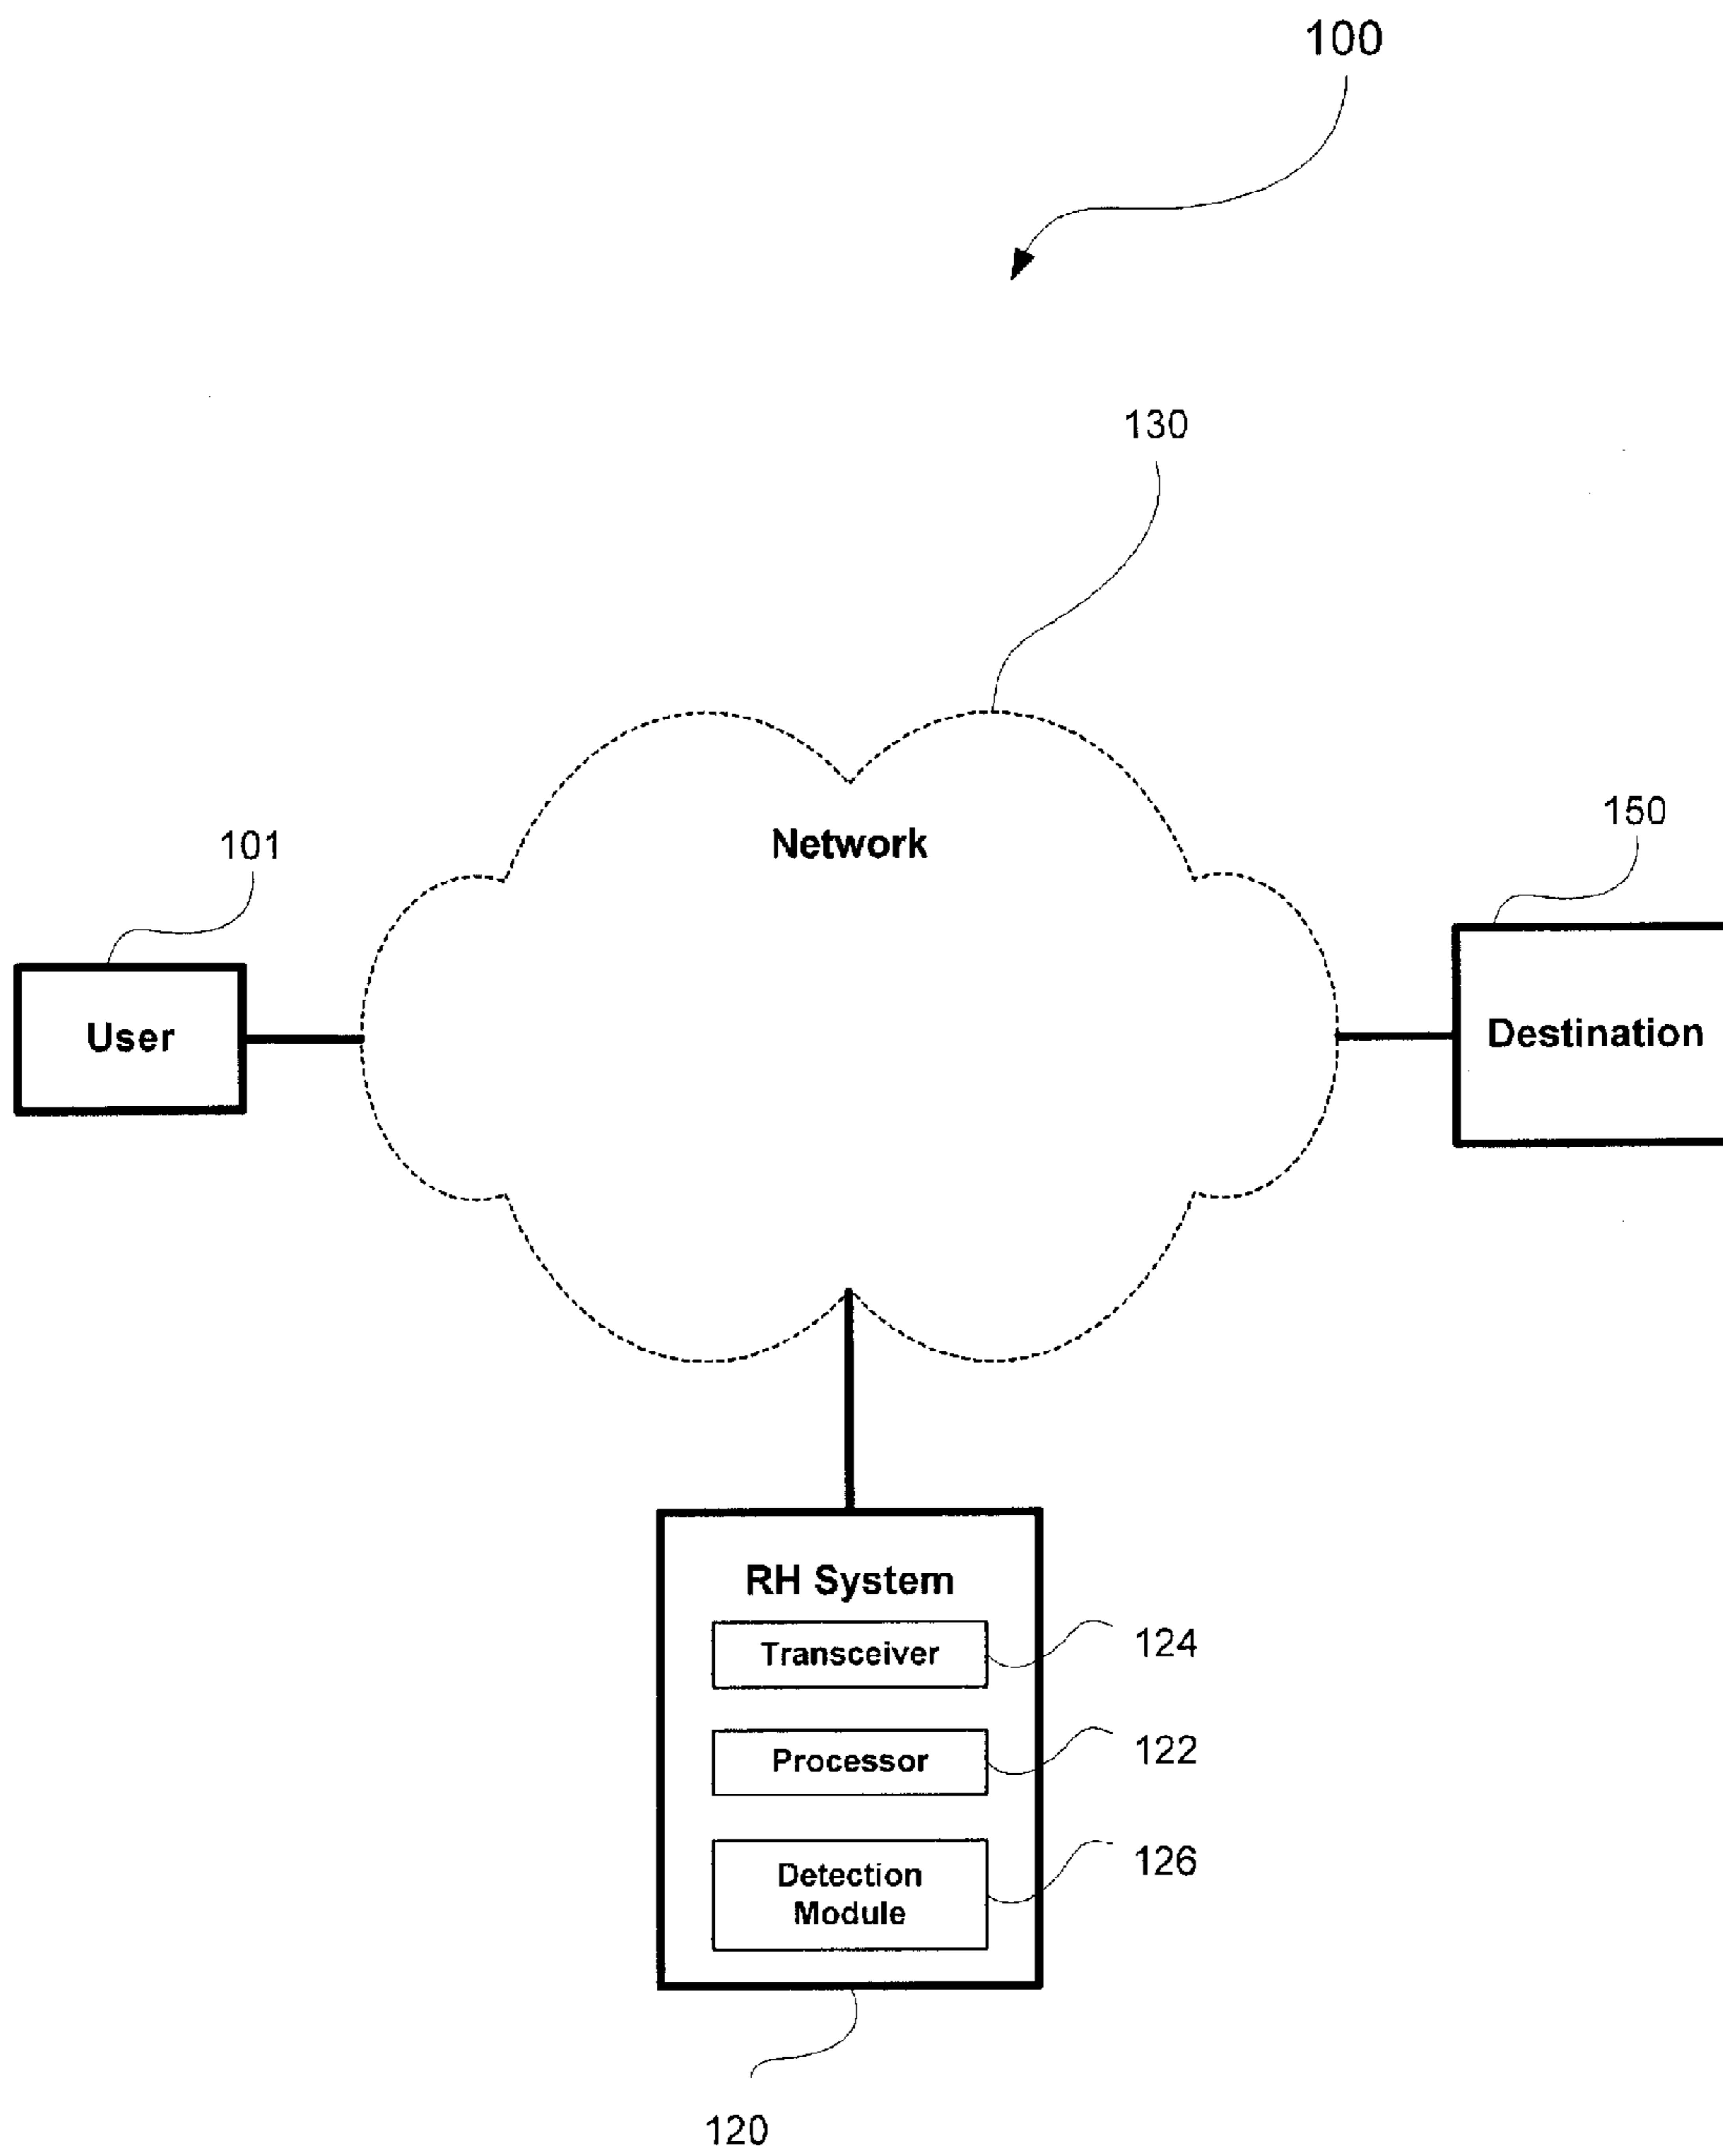 100
130
Network
150
101
User
Destination
RH System
Transceiver
124
Processor
122
Detection
Module
126
120